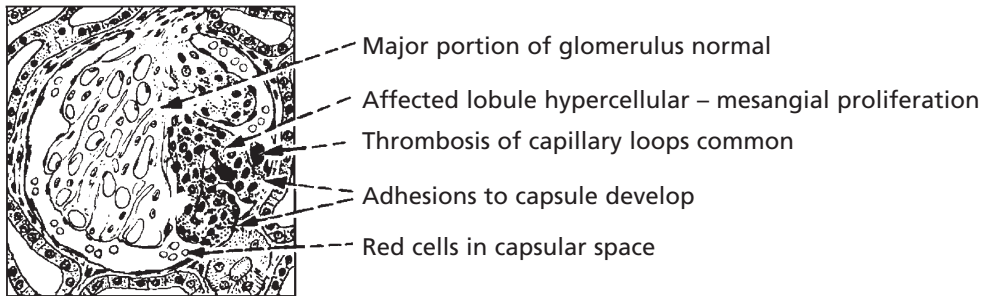 Major portion of glomerulus normal
Affected lobule hypercellular – mesangial proliferation
Thrombosis of capillary loops common
Adhesions to capsule develop
Red cells in capsular space